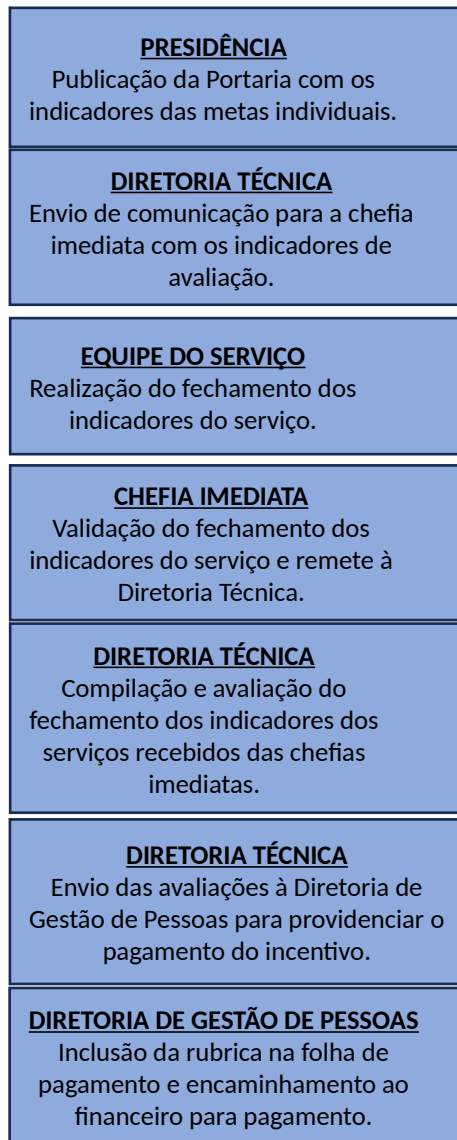 PRESIDÊNCIA
Publicação da Portaria com os
indicadores das metas individuais.
DIRETORIA TÉCNICA
Envio de comunicação para a chefia
imediata com os indicadores de
avaliação.
EQUIPE DO SERVIÇO
Realização do fechamento dos
indicadores do serviço.
CHEFIA IMEDIATA
Validação do fechamento dos
indicadores do serviço e remete à
Diretoria Técnica.
DIRETORIA TÉCNICA
Compilação e avaliação do
fechamento dos indicadores dos
serviços recebidos das chefias
imediatas.
DIRETORIA TÉCNICA
Envio das avaliações à Diretoria de
Gestão de Pessoas para providenciar o
pagamento do incentivo.
DIRETORIA DE GESTÃO DE PESSOAS
Inclusão da rubrica na folha de
pagamento e encaminhamento ao
financeiro para pagamento.